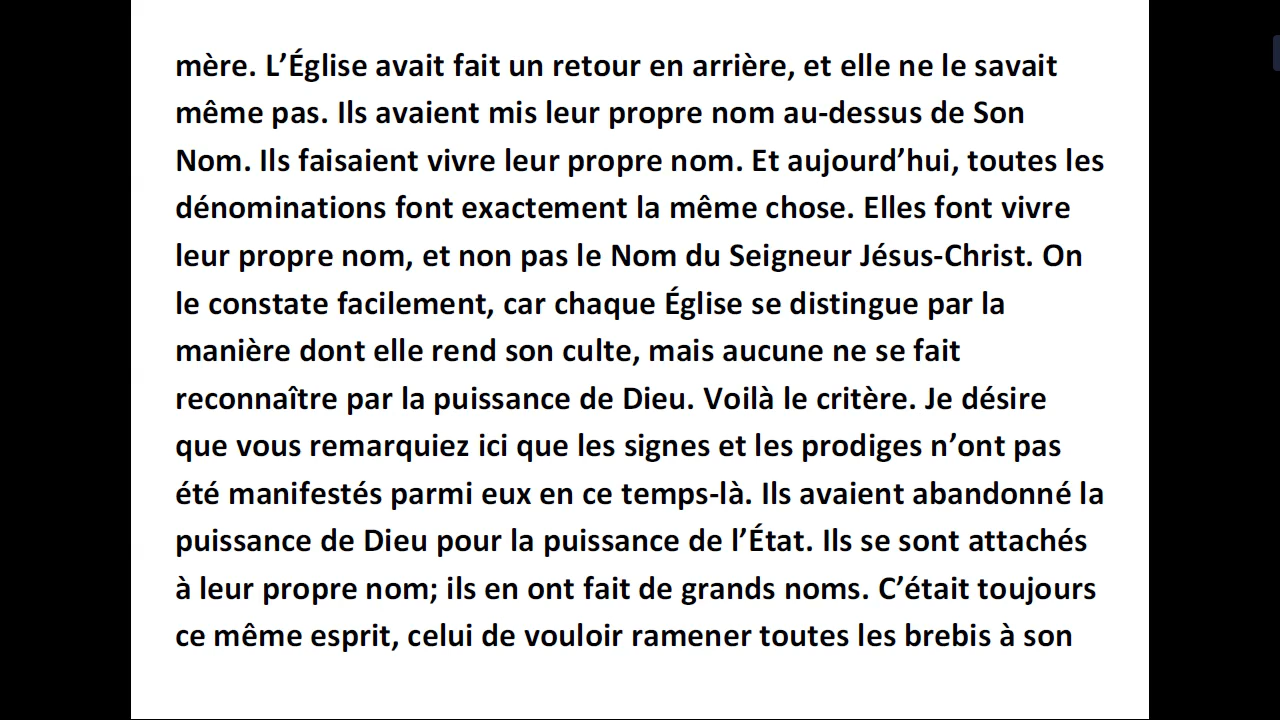 mère. L’Église avait fait un retour en arrière, et elle ne le savait
même pas. Ils avaient mis leur propre nom au-dessus de Son
Nom. Ils faisaient vivre leur propre nom. Et aujourd’hui, toutes les
dénominations font exactement la même chose. Elles font vivre
leur propre nom, et non pas le Nom du Seigneur Jésus-Christ. On
le constate facilement, car chaque Église se distingue par la
manière dont elle rend son culte, mais aucune ne se fait
reconnaître par la puissance de Dieu. Voilà le critère. Je désire
que vous remarquiez ici que les signes et les prodiges n’ont pas
été manifestés parmi eux en ce temps-là. Ils avaient abandonné la
puissance de Dieu pour la puissance de l’État. Ils se sont attachés
à leur propre nom; ils en ont fait de grands noms. C’était toujours
ce même esprit, celui de vouloir ramener toutes les brebis à son